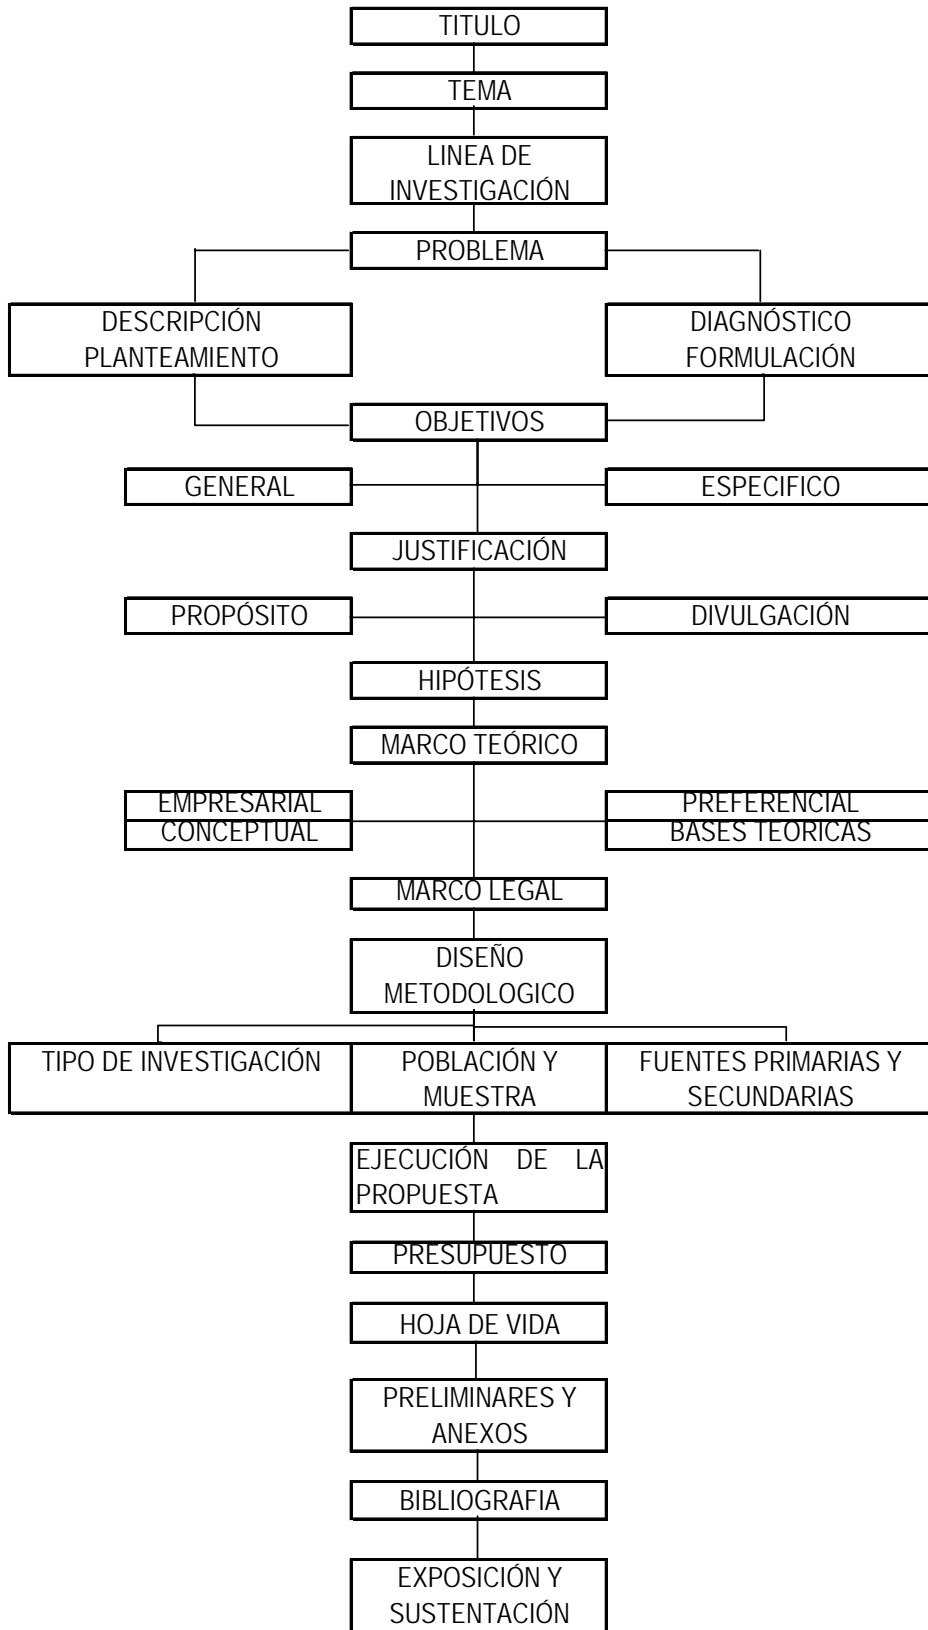 TITULO
TEMA
LINEA DE
INVESTIGACIÓN
PROBLEMA
DESCRIPCIÓN
PLANTEAMIENTO
DIAGNÓSTICO
FORMULACIÓN
OBJETIVOS
GENERAL
ESPECIFICO
JUSTIFICACIÓN
PROPÓSITO
DIVULGACIÓN
HIPÓTESIS
MARCO TEÓRICO
EMPRESARIAL
CONCEPTUAL
PREFERENCIAL
BASES TEORICAS
MARCO LEGAL
DISEÑO
METODOLOGICO
TIPO DE INVESTIGACIÓN
POBLACIÓN Y
MUESTRA
FUENTES PRIMARIAS Y
SECUNDARIAS
EJECUCIÓN DE LA
PROPUESTA
PRESUPUESTO
HOJA DE VIDA
PRELIMINARES Y
ANEXOS
BIBLIOGRAFIA
EXPOSICIÓN Y
SUSTENTACIÓN